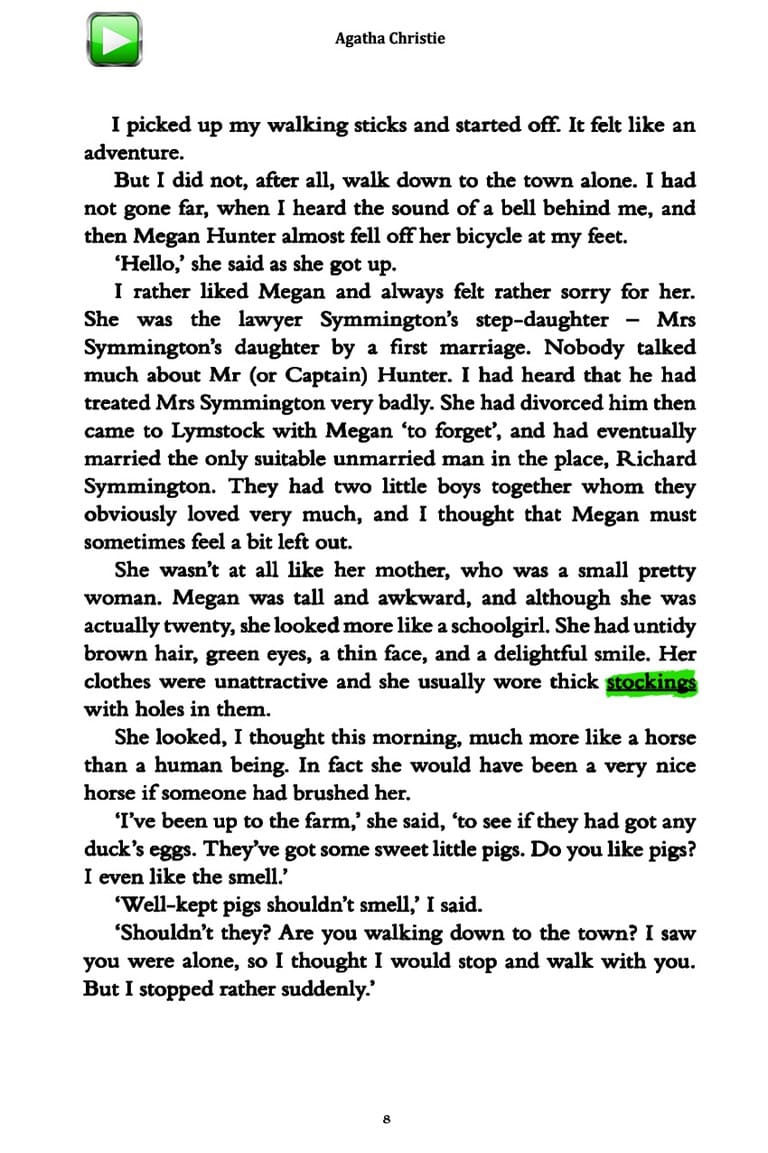 Agatha Christie
I picked up my walking sticks and started off. It felt like an
adventure.
But I did not, after all, walk down to the town alone. I had
not gone far, when I heard the sound of a bell behind me, and
then Megan Hunter almost fell off her bicycle at my feet.
‘Hello,’ she said as she got up.
I rather liked Megan and always felt rather sorry for her.
She was the lawyer Symmington’s step-daughter – Mrs
Symmington’s daughter by a first marriage. Nobody talked
much about Mr (or Captain) Hunter. I had heard that he had
treated Mrs Symmington very badly. She had divorced him then
came to Lymstock with Megan ‘to forget’, and had eventually
married the only suitable unmarried man in the place, Richard
Symmington. They had two little boys together whom they
obviously loved very much, and I thought that Megan must
sometimes feel a bit left out.
She wasn’t at all like her mother, who was a small pretty
woman. Megan was tall and awkward, and although she was
actually twenty, she looked more like a schoolgirl. She had untidy
brown hair, green eyes, a thin face, and a delightful smile. Her
clothes were unattractive and she usually wore thick stockings
with holes in them.
She looked, I thought this morning, much more like a horse
than a human being. In fact she would have been a very nice
horse if someone had brushed her.
‘I’ve been up to the farm,’ she said, ‘to see if they had got any
duck’s eggs. They’ve got some sweet little pigs. Do you like pigs?
I even like the smell.’
‘Well-kept pigs shouldn’t smell,’ I said.
‘Shouldn’t they? Are you walking down to the town? I saw
you were alone, so I thought I would stop and walk with you.
But I stopped rather suddenly.’
8